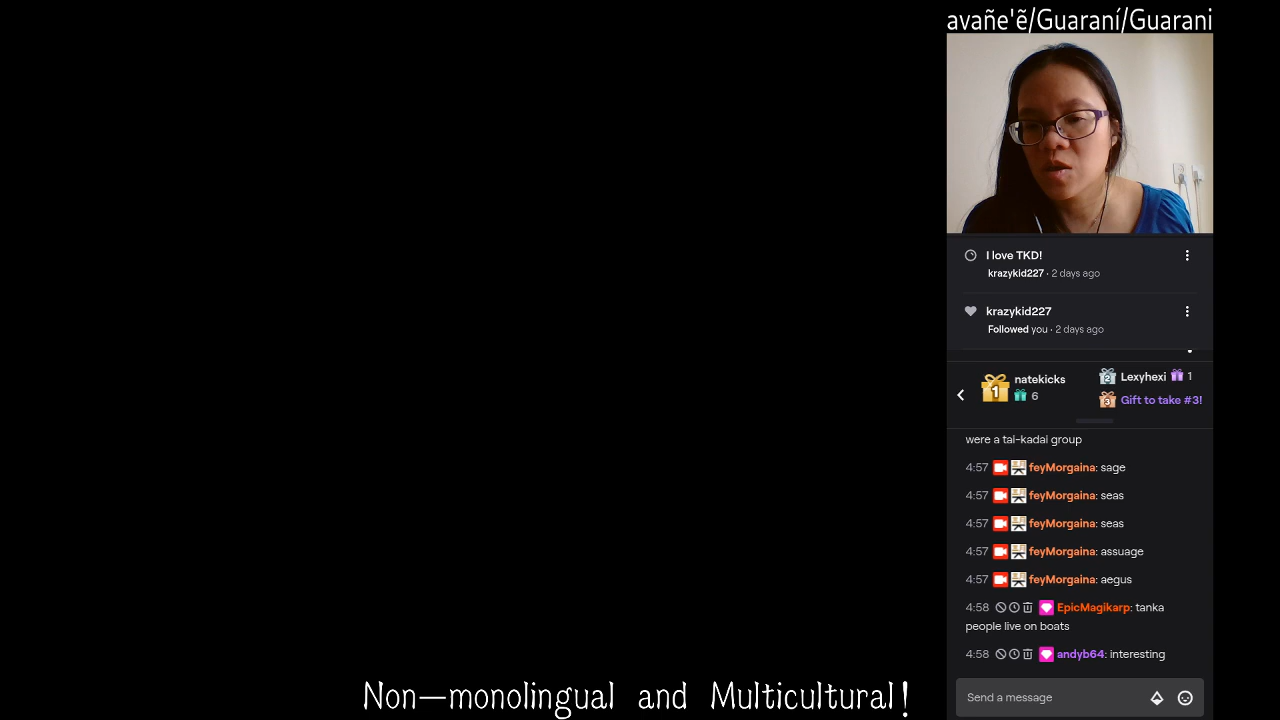 avañe'ẽ/Guaraní/Guarani
I love TKD!
krazykid227 · 2 days ago
krazykid227
Followed you · 2 days ago
1 natekicks
6
2 Lexyhexi 1
3 Gift to take #3!
were a tai-kadai group
4:57 feyMorgaina: sage
4:57 feyMorgaina: seas
4:57 feyMorgaina: seas
4:57 feyMorgaina: assuage
4:57 feyMorgaina: aegus
4:58 EpicMagikarp: tanka
people live on boats
4:58 andyb64: interesting
Send a message
Non-monolingual and Multicultural!